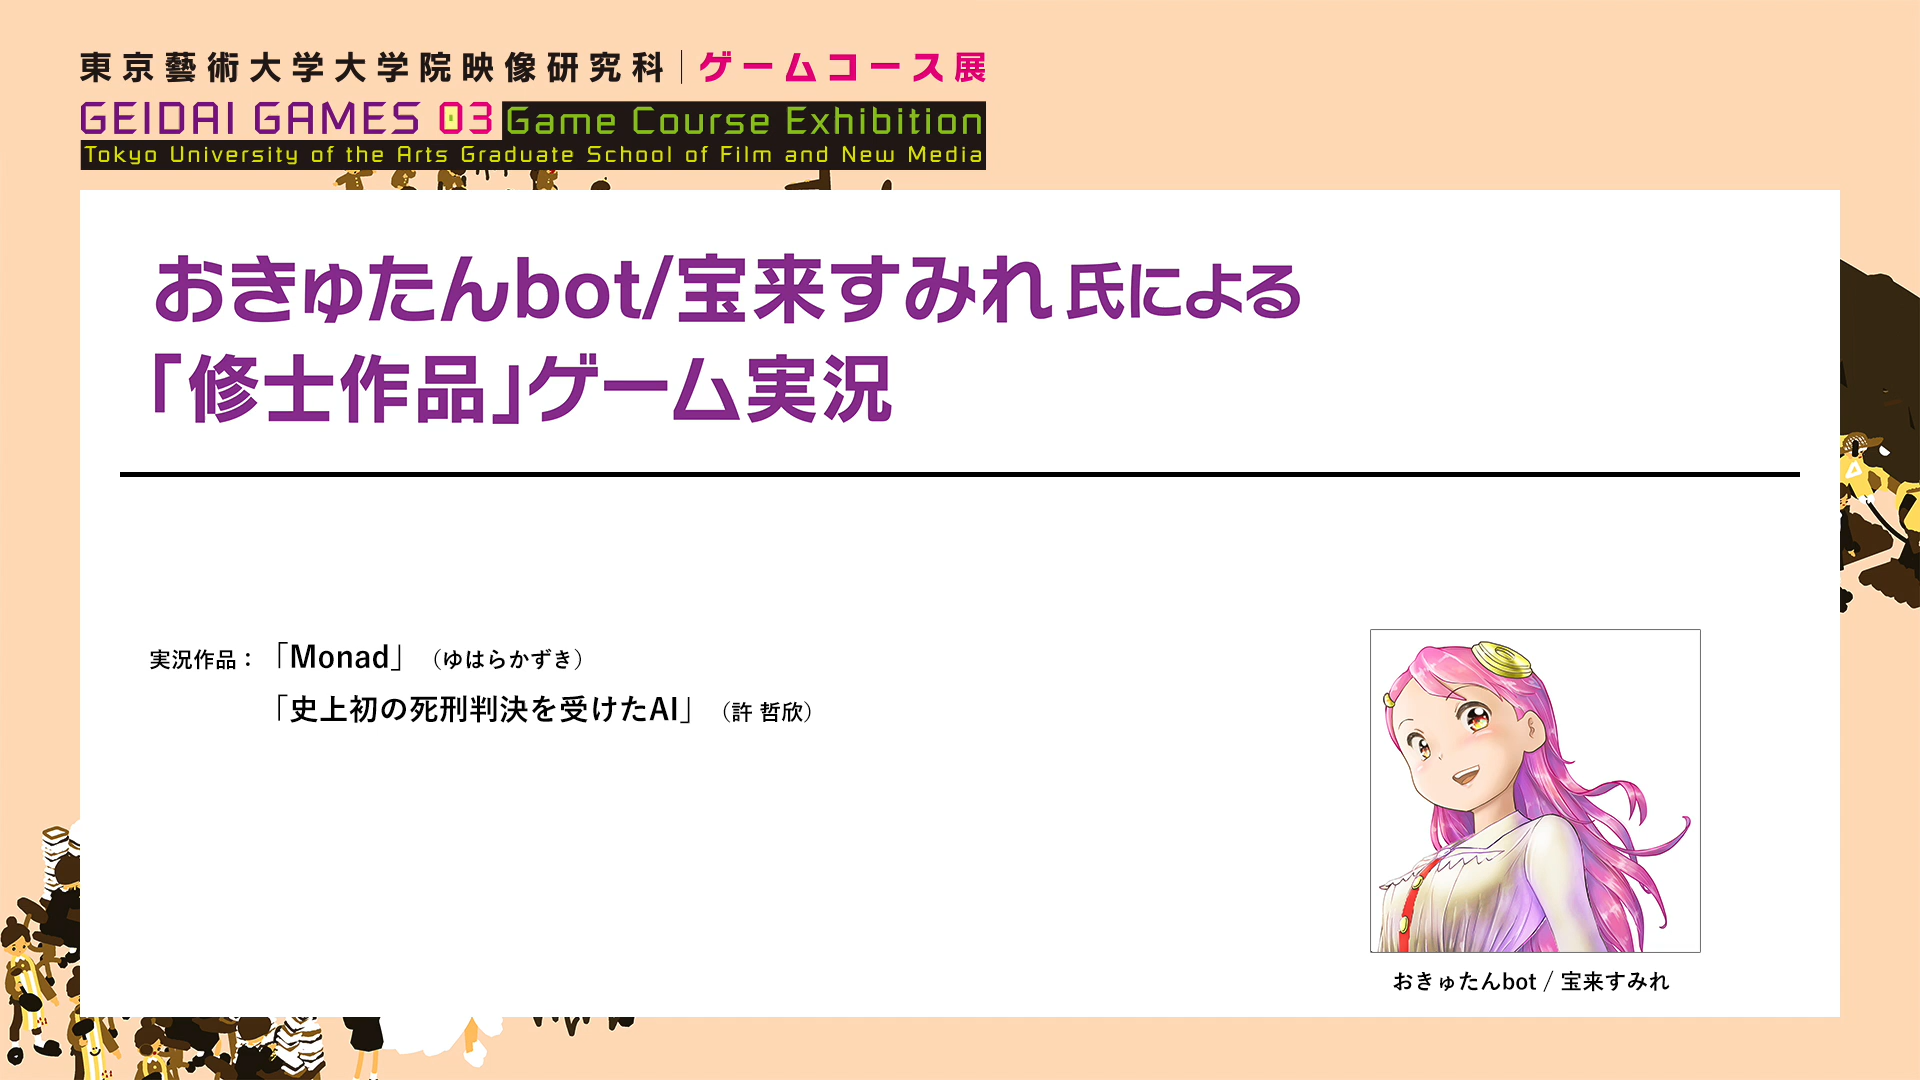 東京藝術大学大学院映像研究科|ゲームコース展
GEIDAI GAMES 03 Game Course Exhibition
Tokyo University of the Arts Graduate School of Film and New Media
おきゅたんbot/宝来すみれ 氏による
「修士作品」ゲーム実況
実況作品：「Monad」（ゆはらかずき）
「史上初の死刑判決を受けたAI」（許 哲欣）
おきゅたんbot / 宝来すみれ